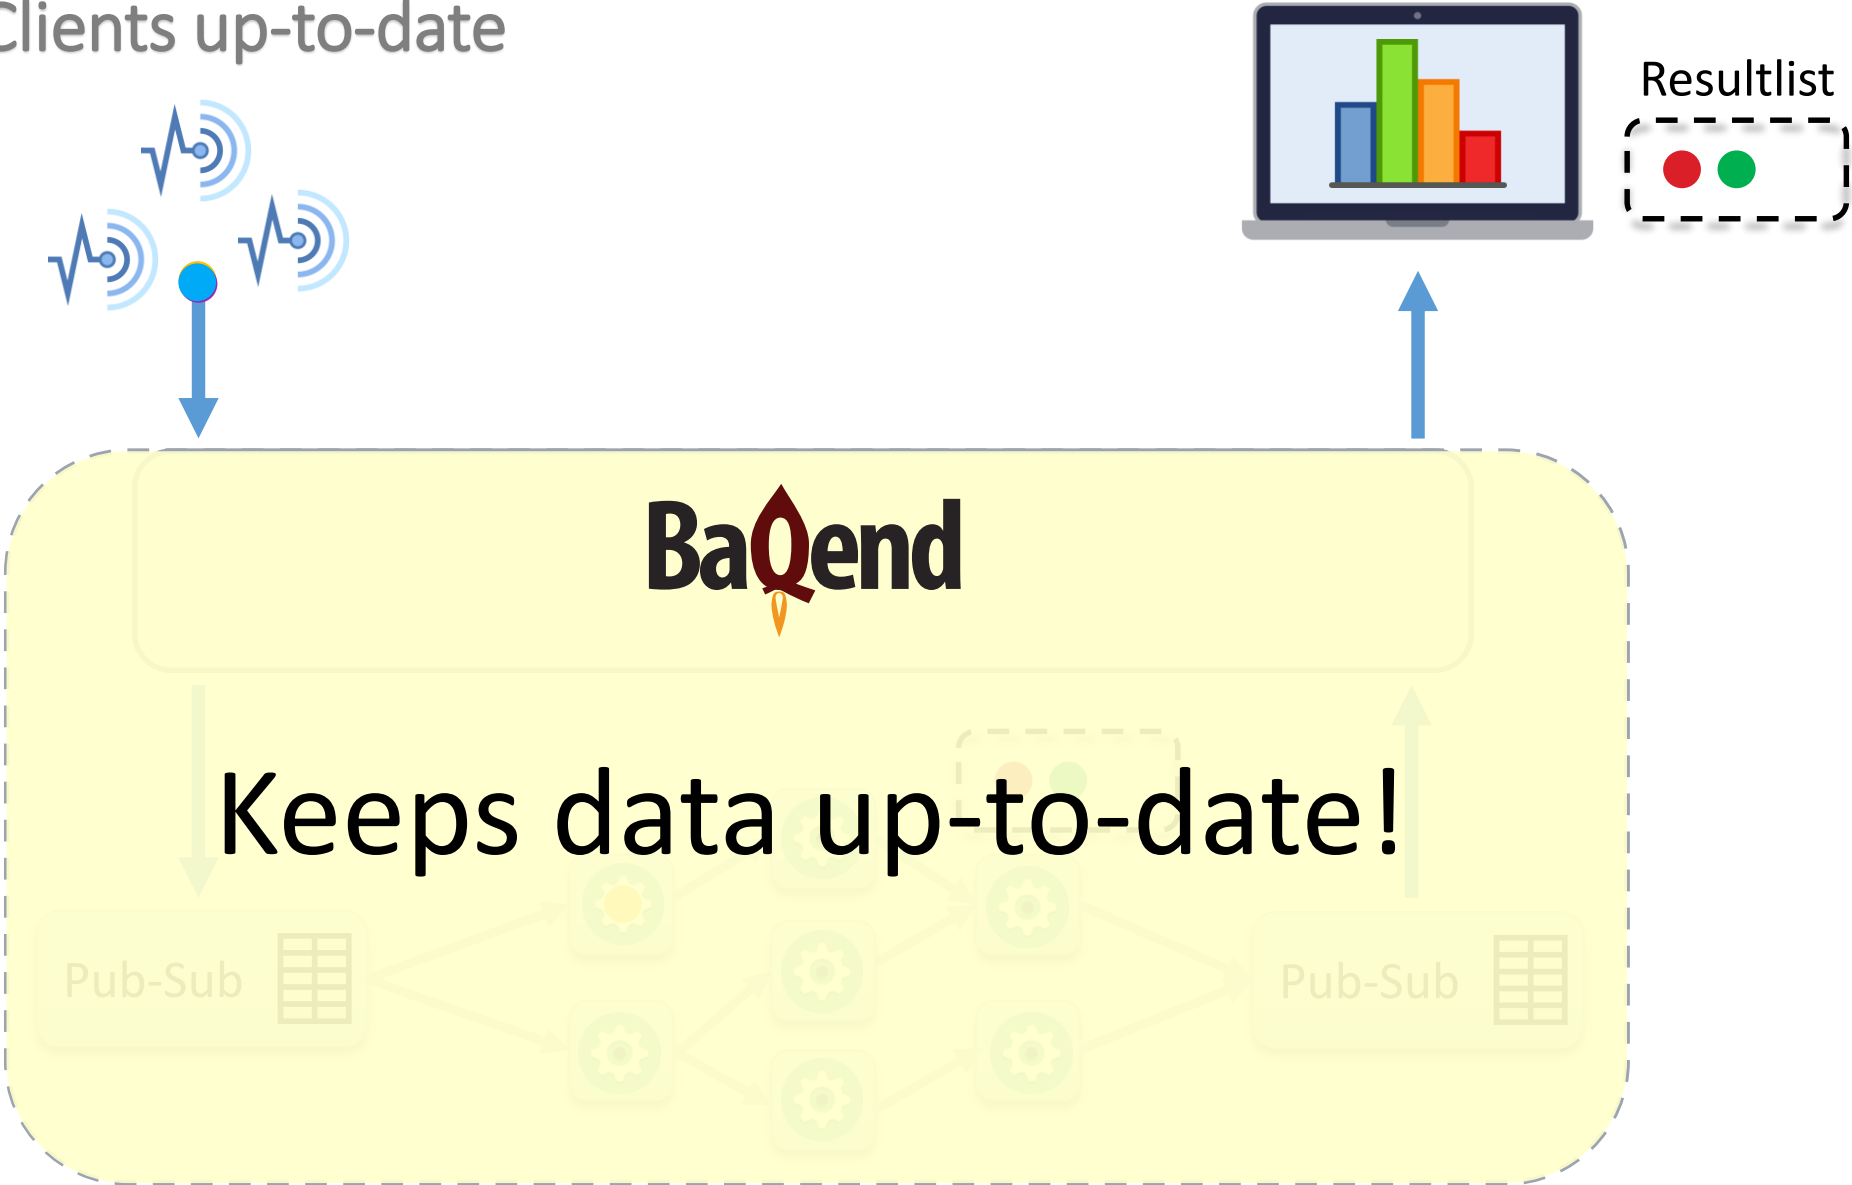 Clients up-to-date
Resultlist
BaQend
Keeps data up-to-date!
Pub-Sub
Pub-Sub